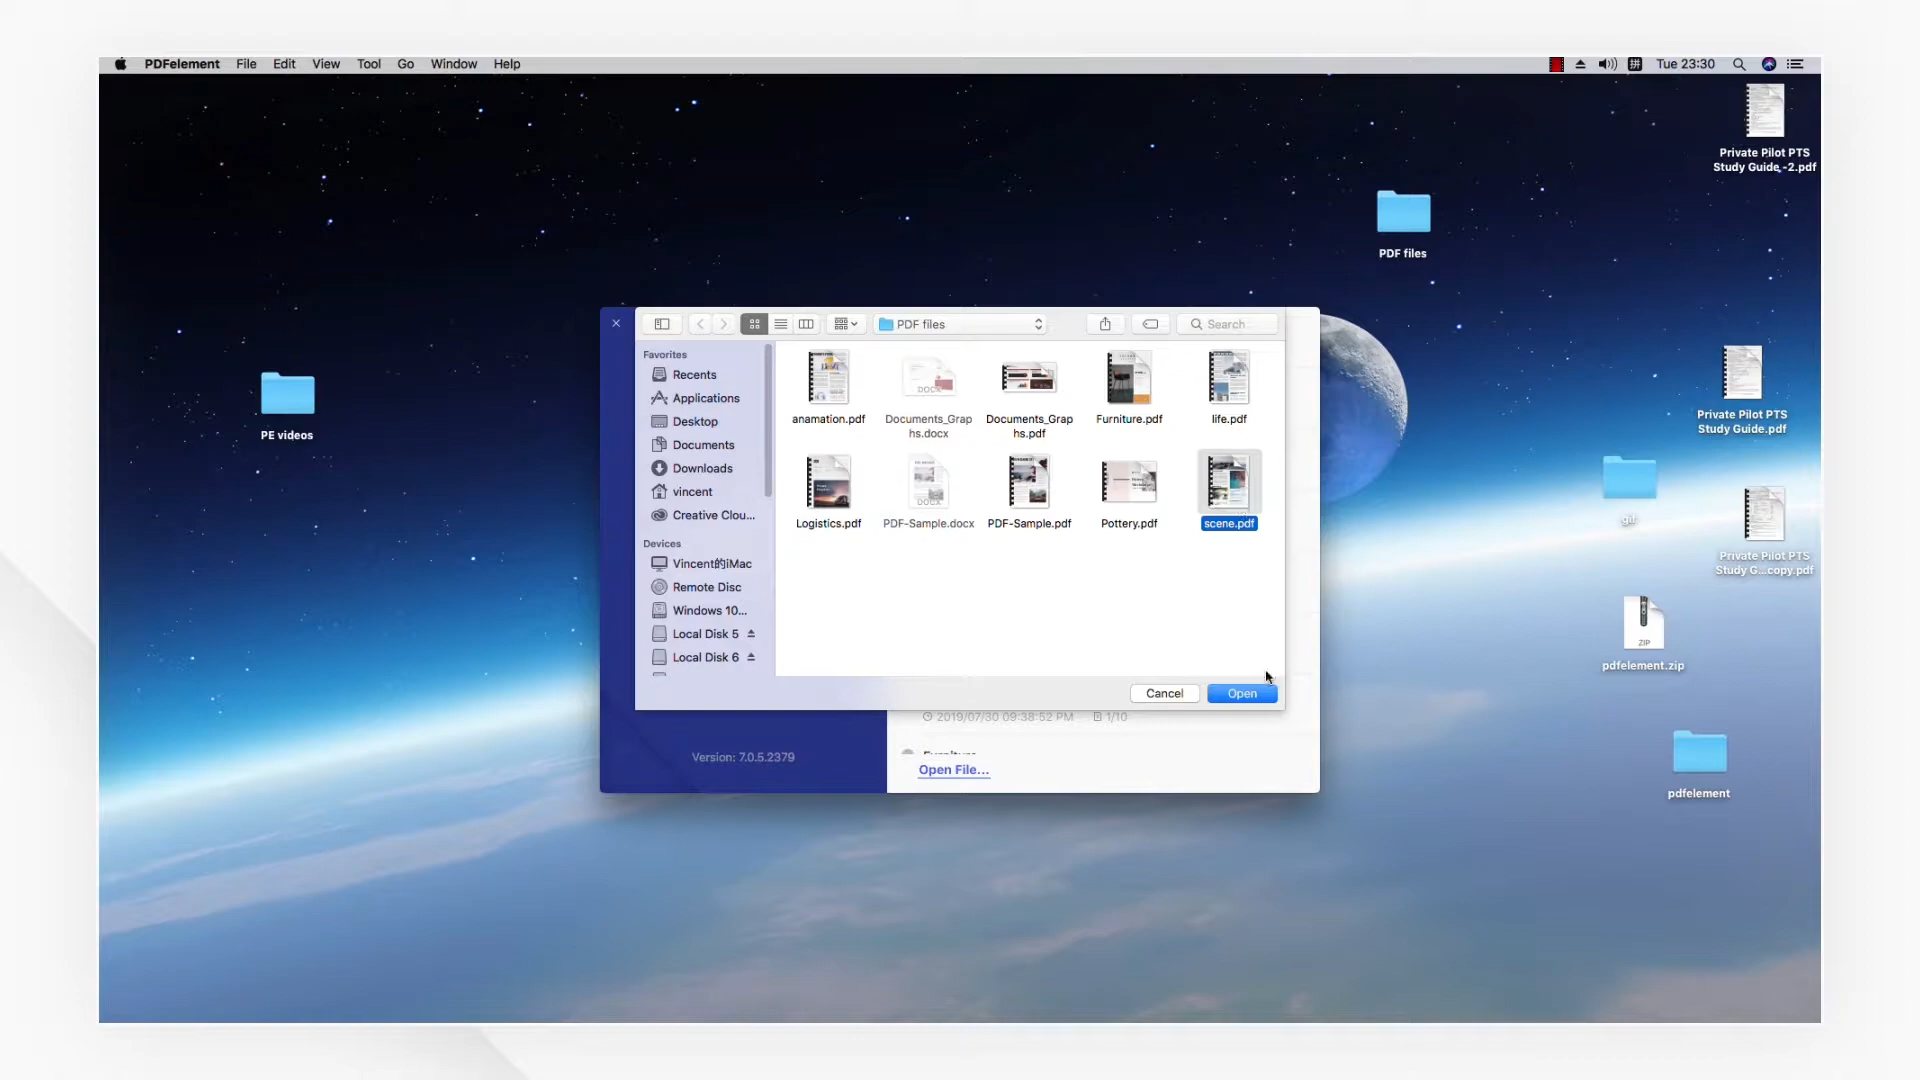 PDFelement File Edit View Tool Go Window Help
Tue 23:30
Private Pilot PTS
Study Guide -2.pdf
PDF files
PE videos
Private Pilot PTS
Study Guide.pdf
gif
Private Pilot PTS
Study G...copy.pdf
ZIP
pdfelement.zip
pdfelement
PDF files
Search
Favorites
Recents
Applications
Desktop
Documents
Downloads
vincent
Creative Clou...
Devices
Vincent的iMac
Remote Disc
Windows 10...
Local Disk 5
Local Disk 6
anamation.pdf
DOCX
Documents_Grap
hs.docx
Documents_Grap
hs.pdf
Furniture.pdf
life.pdf
Logistics.pdf
DOCX
PDF-Sample.docx
PDF-Sample.pdf
Pottery.pdf
scene.pdf
Cancel
Open
2019/07/30 09:38:52 PM 1/10
Furniture
Open File...
Version: 7.0.5.2379